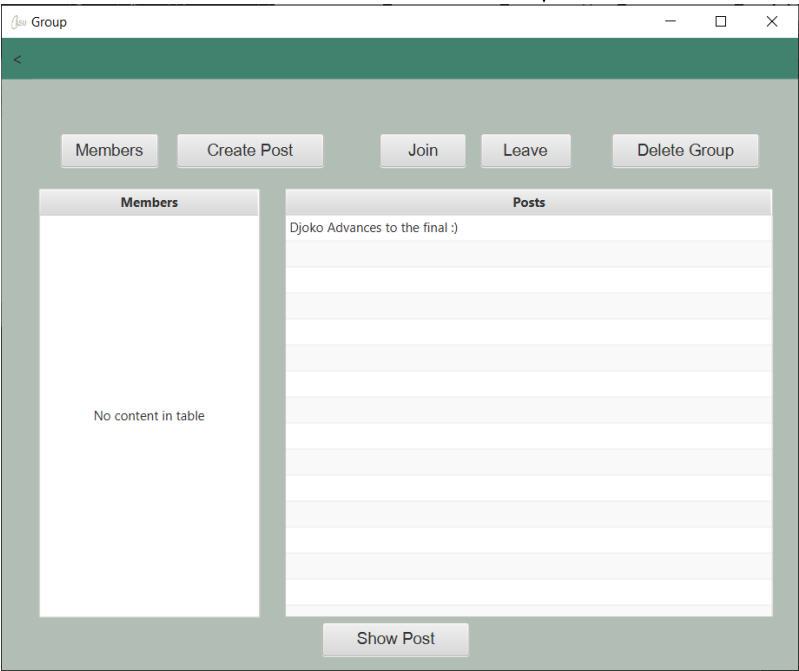 Group
<
Members Create Post Join Leave Delete Group
Members Posts
Djoko Advances to the final :)
No content in table
Show Post